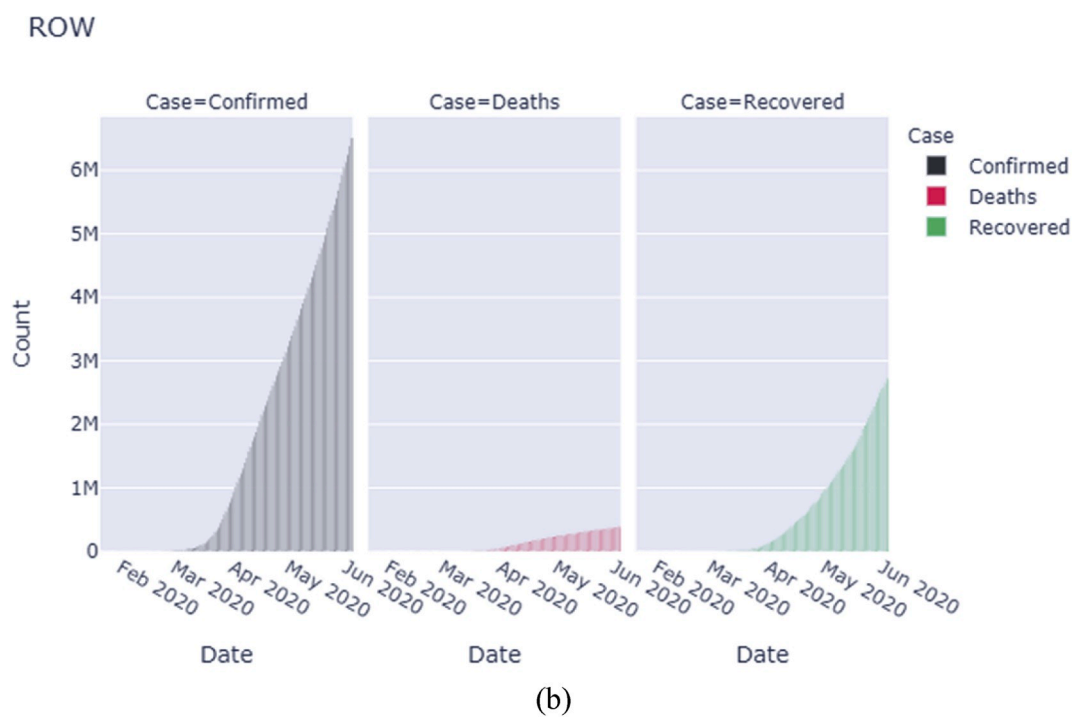 ROW
Case=Confirmed
Case=Deaths
Case=Recovered
Case
Confirmed
Deaths
Recovered
Count
6M
5M
4M
3M
2M
1M
0
Feb 2020
Mar 2020
Apr 2020
May 2020
Jun 2020
Feb 2020
Mar 2020
Apr 2020
May 2020
Jun 2020
Feb 2020
Mar 2020
Apr 2020
May 2020
Jun 2020
Date
Date
Date
(b)